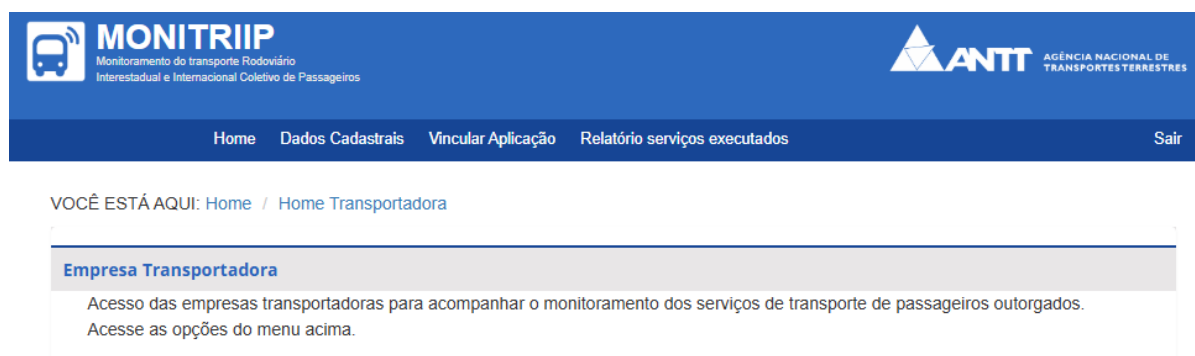 MONITRIIP
Monitoramento do transporte Rodoviário
Interestadual e Internacional Coletivo de Passageiros
ANTT
AGÊNCIA NACIONAL DE
TRANSPORTES TERRESTRES
Home Dados Cadastrais Vincular Aplicação Relatório serviços executados Sair
VOCÊ ESTÁ AQUI: Home / Home Transportadora
Empresa Transportadora
Acesso das empresas transportadoras para acompanhar o monitoramento dos serviços de transporte de passageiros outorgados.
Acesse as opções do menu acima.